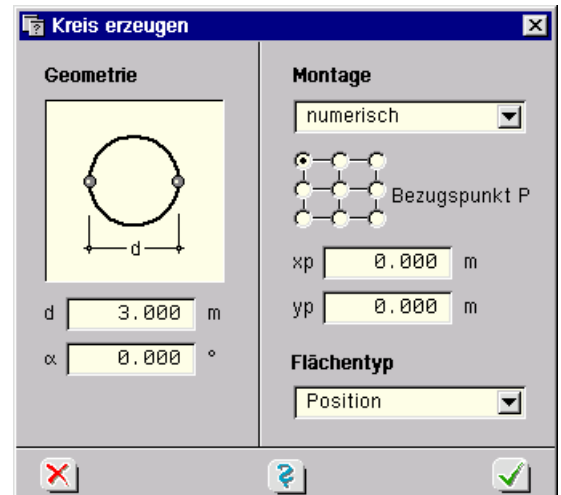 Kreis erzeugen
Geometrie
d
d 3.000 m
α 0.000 °
Montage
numerisch
Bezugspunkt P
xp 0.000 m
yp 0.000 m
Flächentyp
Position